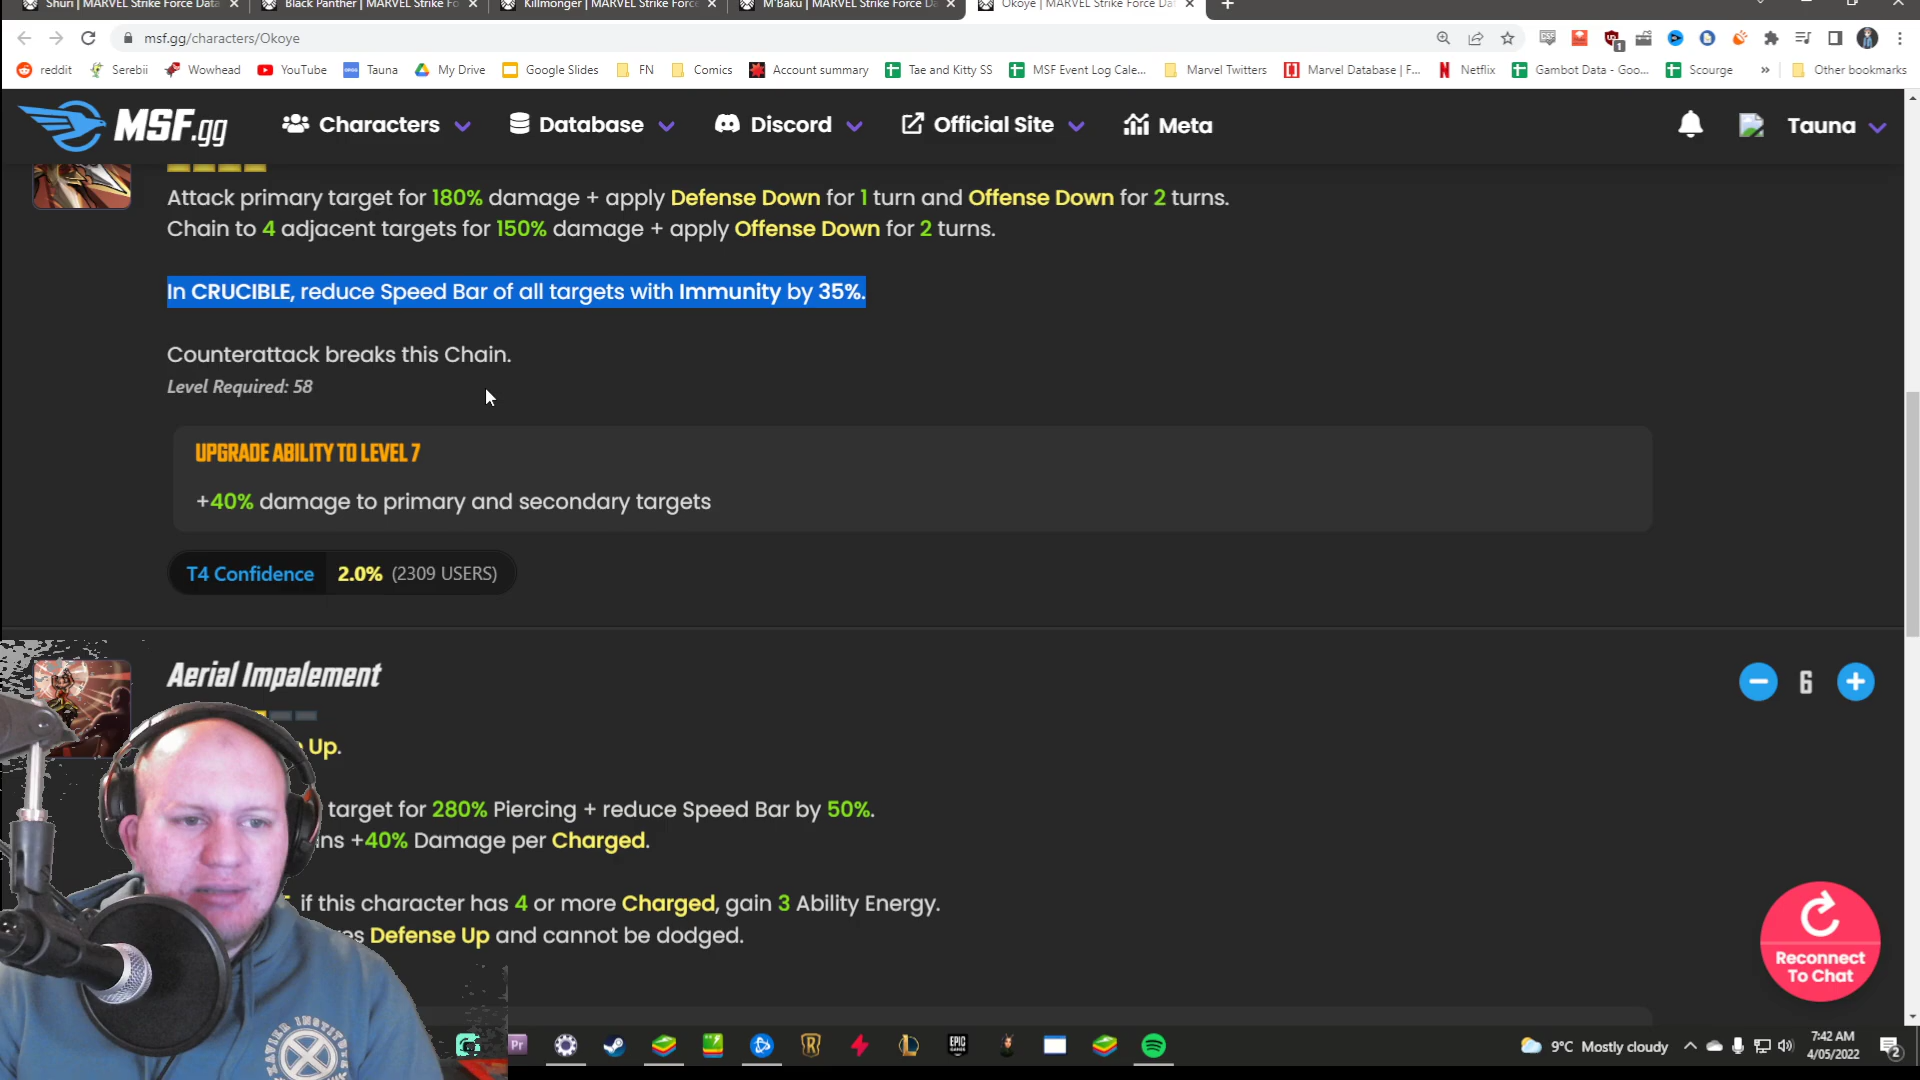 Shuri | MARVEL Strike Force Data
Black Panther | MARVEL Strike Fo
Killmonger | MARVEL Strike Force
M'Baku | MARVEL Strike Force Da
Okoye | MARVEL Strike Force Da
msf.gg/characters/Okoye
reddit Serebii Wowhead YouTube Tauna My Drive Google Slides FN Comics Account summary Tae and Kitty SS MSF Event Log Cale... Marvel Twitters Marvel Database | F... Netflix Gambot Data - Goo... Scourge » Other bookmarks
MSF.gg Characters Database Discord Official Site Meta Tauna
Attack primary target for 180% damage + apply Defense Down for 1 turn and Offense Down for 2 turns.
Chain to 4 adjacent targets for 150% damage + apply Offense Down for 2 turns.
In CRUCIBLE, reduce Speed Bar of all targets with Immunity by 35%.
Counterattack breaks this Chain.
Level Required: 58
UPGRADE ABILITY TO LEVEL 7
+40% damage to primary and secondary targets
T4 Confidence 2.0% (2309 USERS)
Aerial Impalement
6
Up.
target for 280% Piercing + reduce Speed Bar by 50%.
ns +40% Damage per Charged.
if this character has 4 or more Charged, gain 3 Ability Energy.
es Defense Up and cannot be dodged.
Reconnect
To Chat
XAVIER INSTITUTE
Pr
EPIC GAMES
9°C Mostly cloudy
7:42 AM
4/05/2022
2